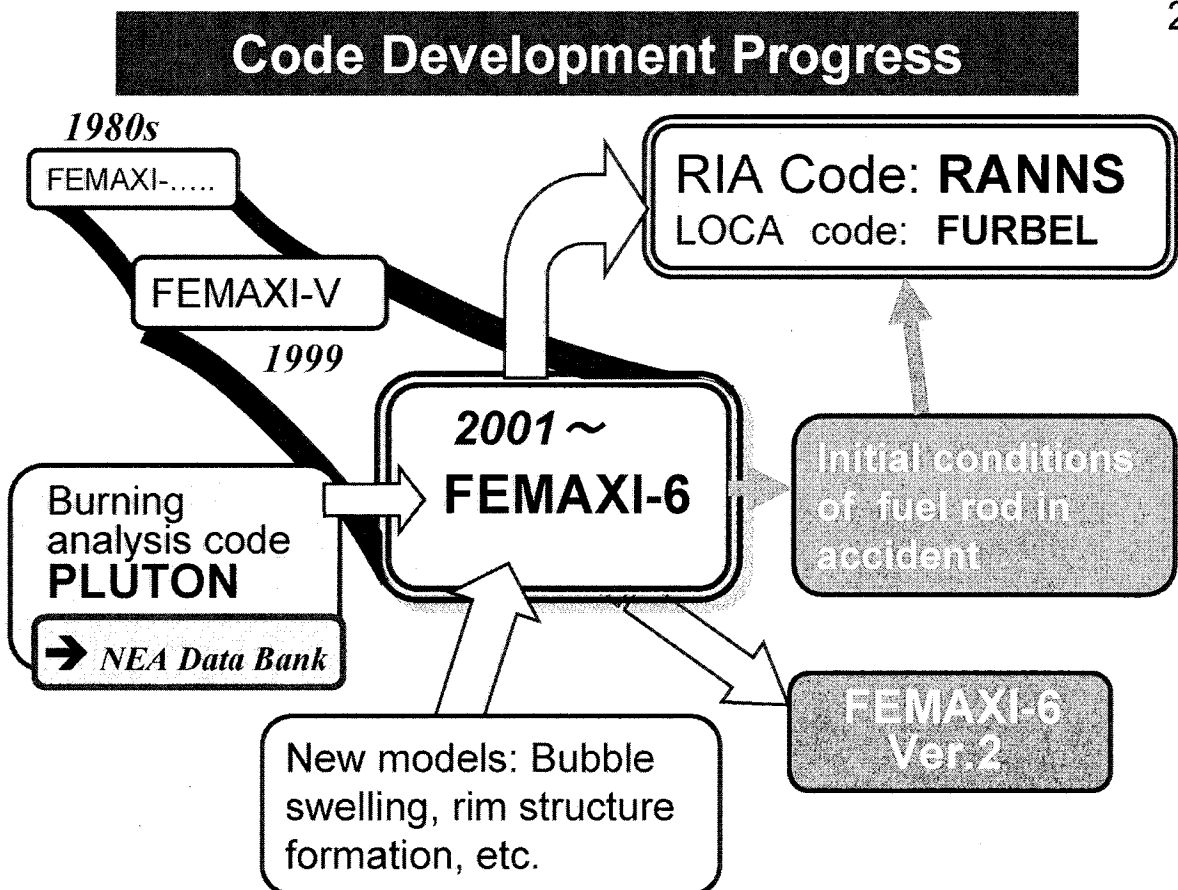 2
Code Development Progress
1980s
FEMAXI-.....
FEMAXI-V
1999
RIA Code: RANNS
LOCA code: FURBEL
2001～
FEMAXI-6
Initial conditions
of fuel rod in
accident
Burning
analysis code
PLUTON
➔ NEA Data Bank
FEMAXI-6
Ver.2
New models: Bubble
swelling, rim structure
formation, etc.